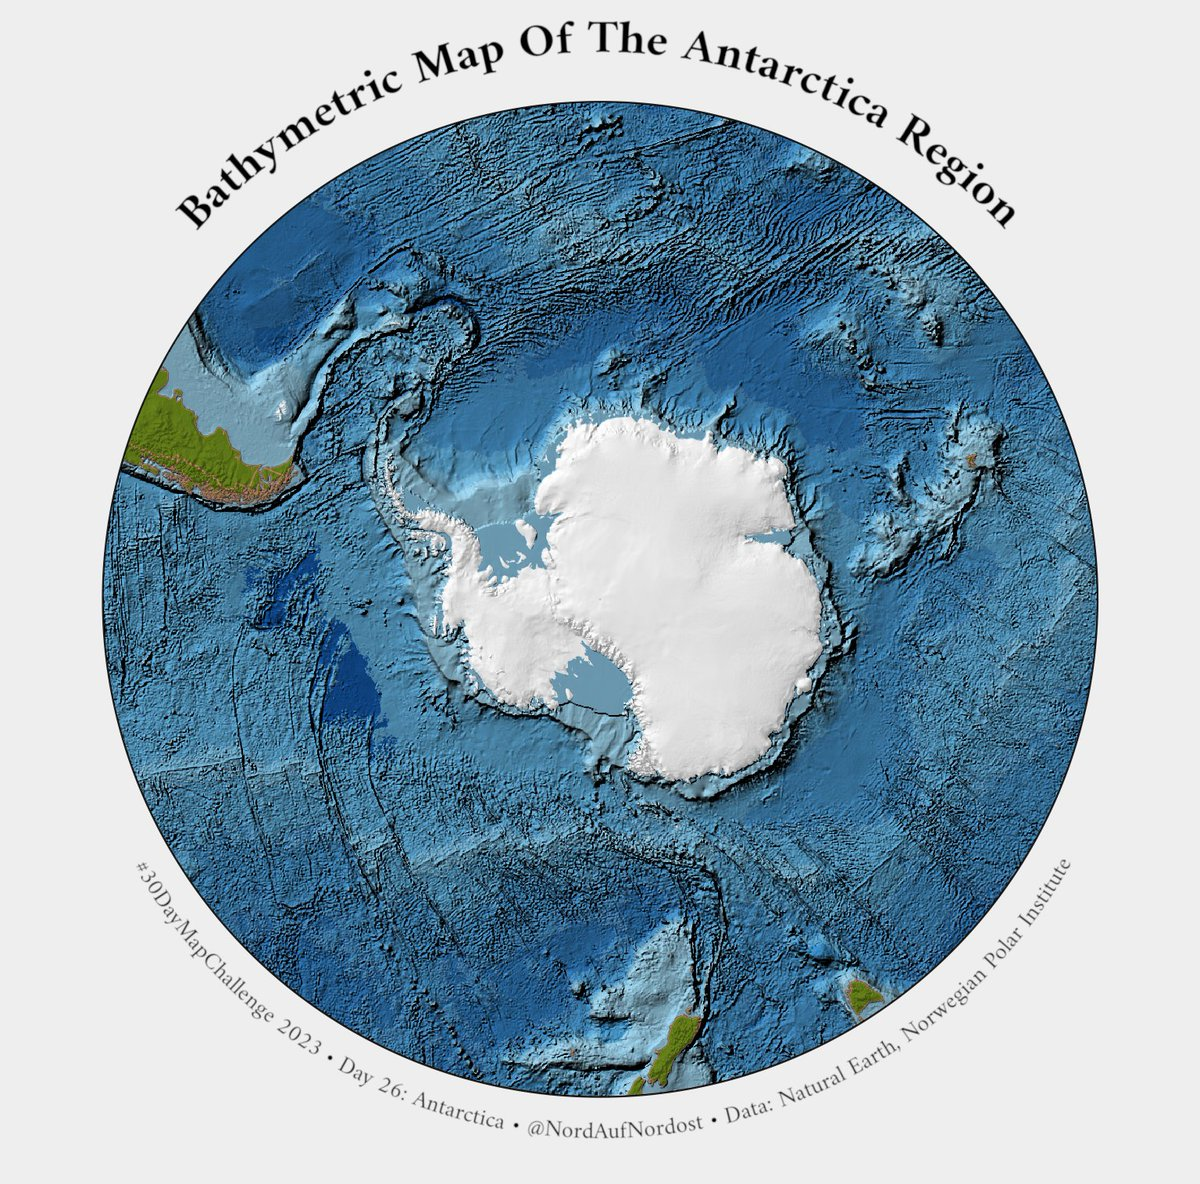 Bathymetric Map Of The Antarctica Region
#30DayMapChallenge 2023 • Day 26: Antarctica • @NordAufNordost • Data: Natural Earth, Norwegian Polar Institute